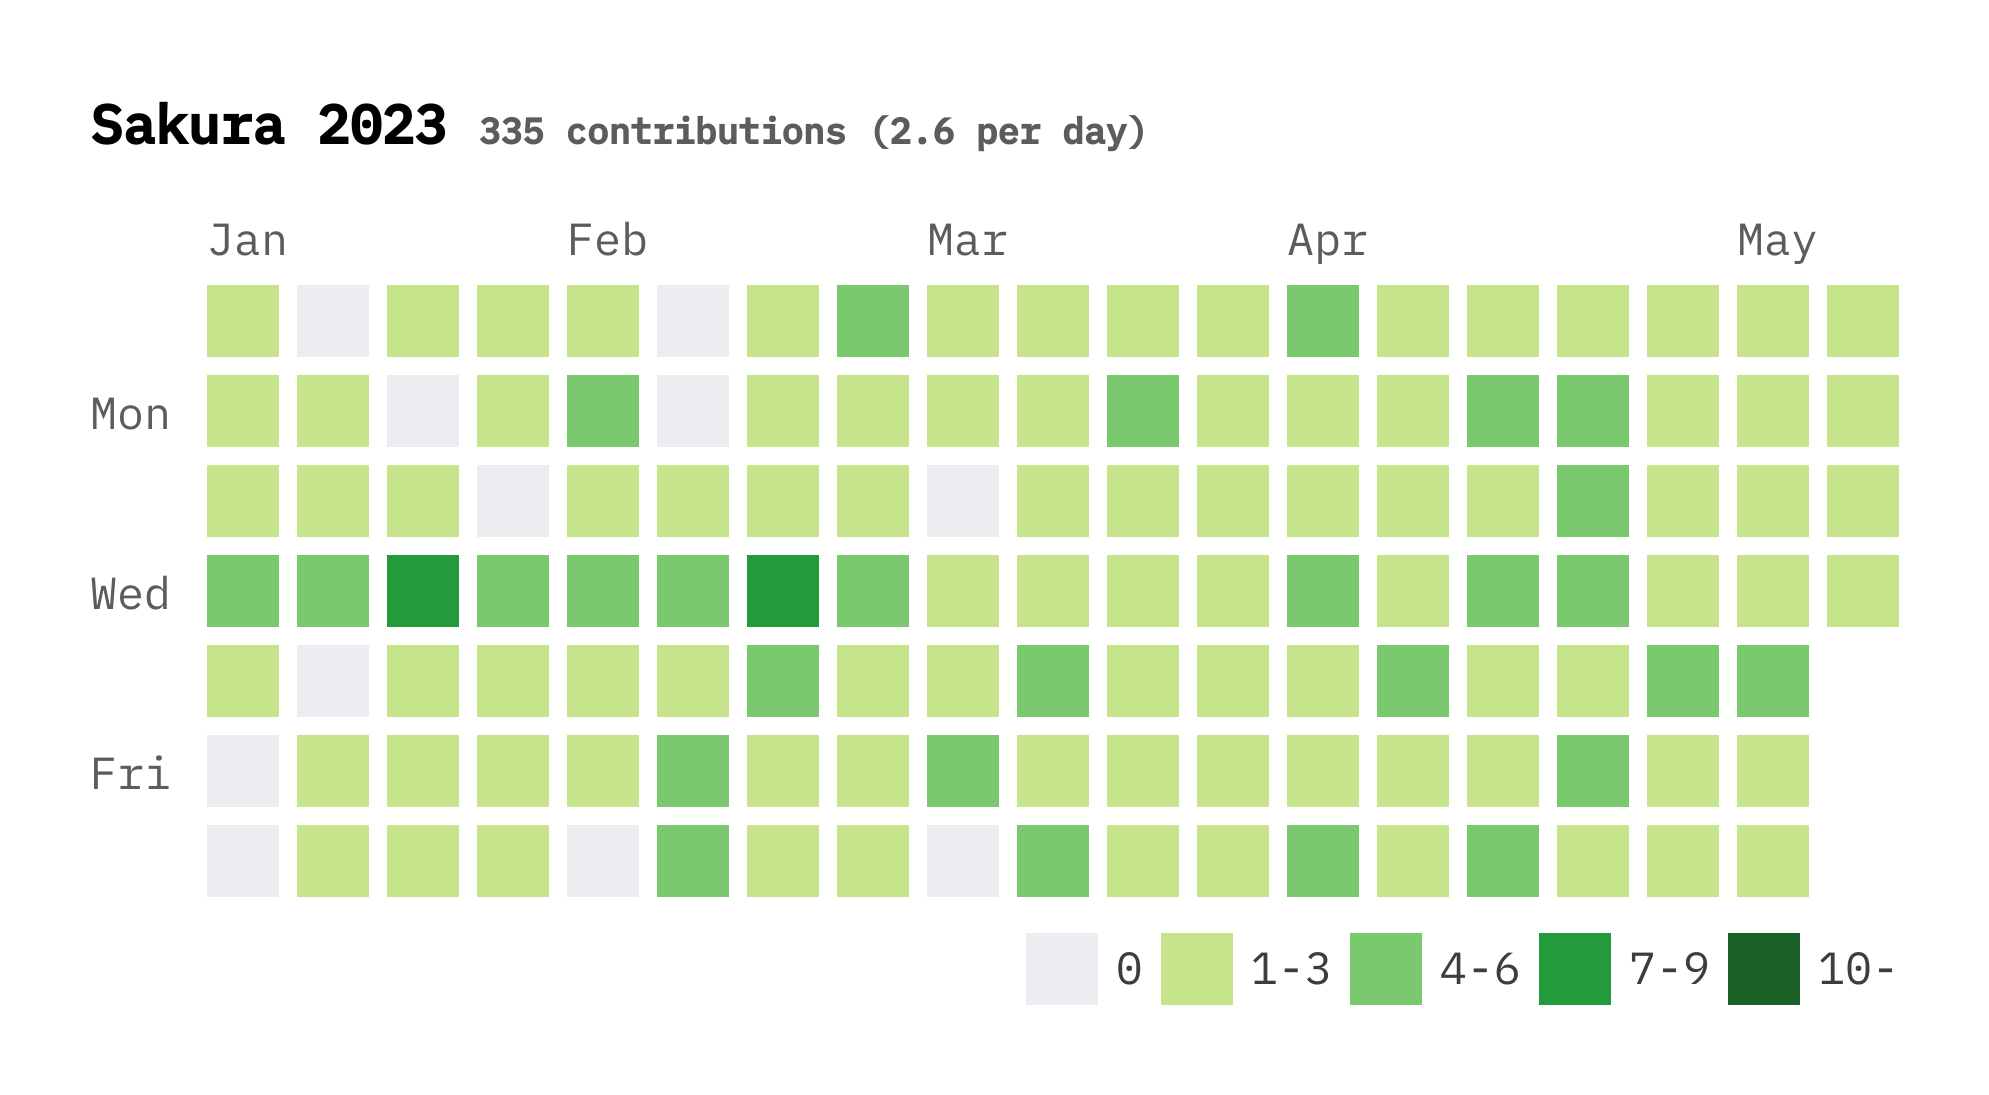 Sakura 2023 335 contributions (2.6 per day)
Jan Feb Mar Apr May
Mon
Wed
Fri
0 1-3 4-6 7-9 10-